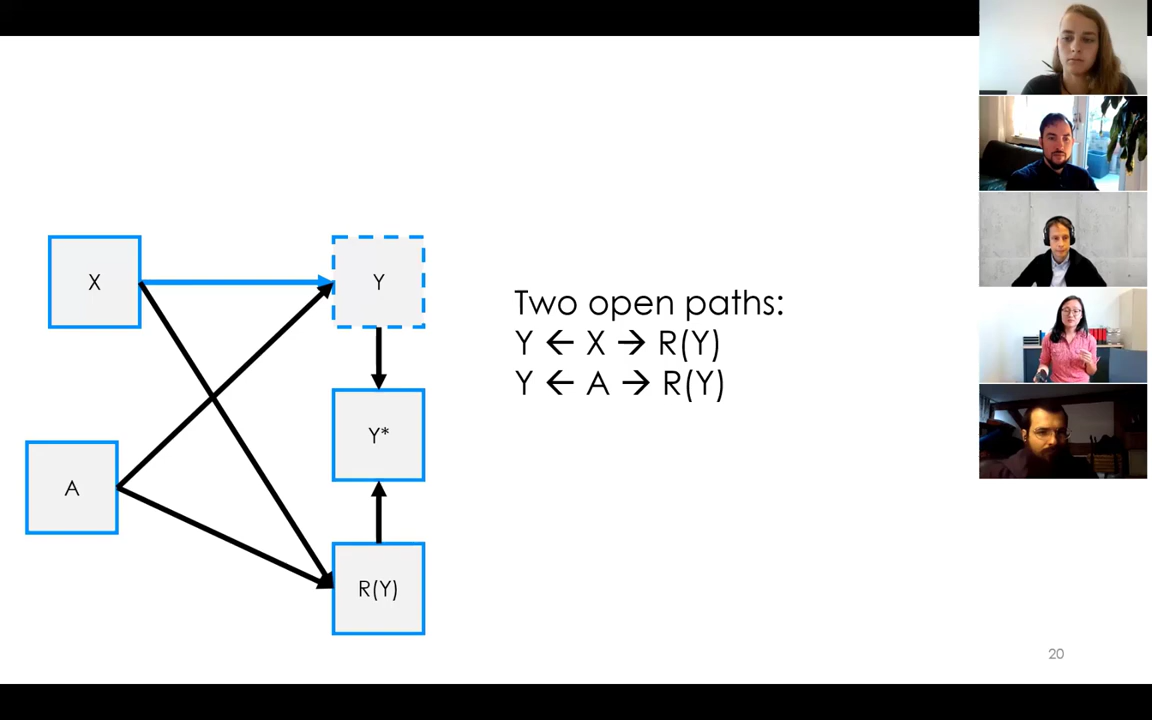 X
Y
Two open paths:
Y ← X → R(Y)
Y ← A → R(Y)
Y*
A
R(Y)
20